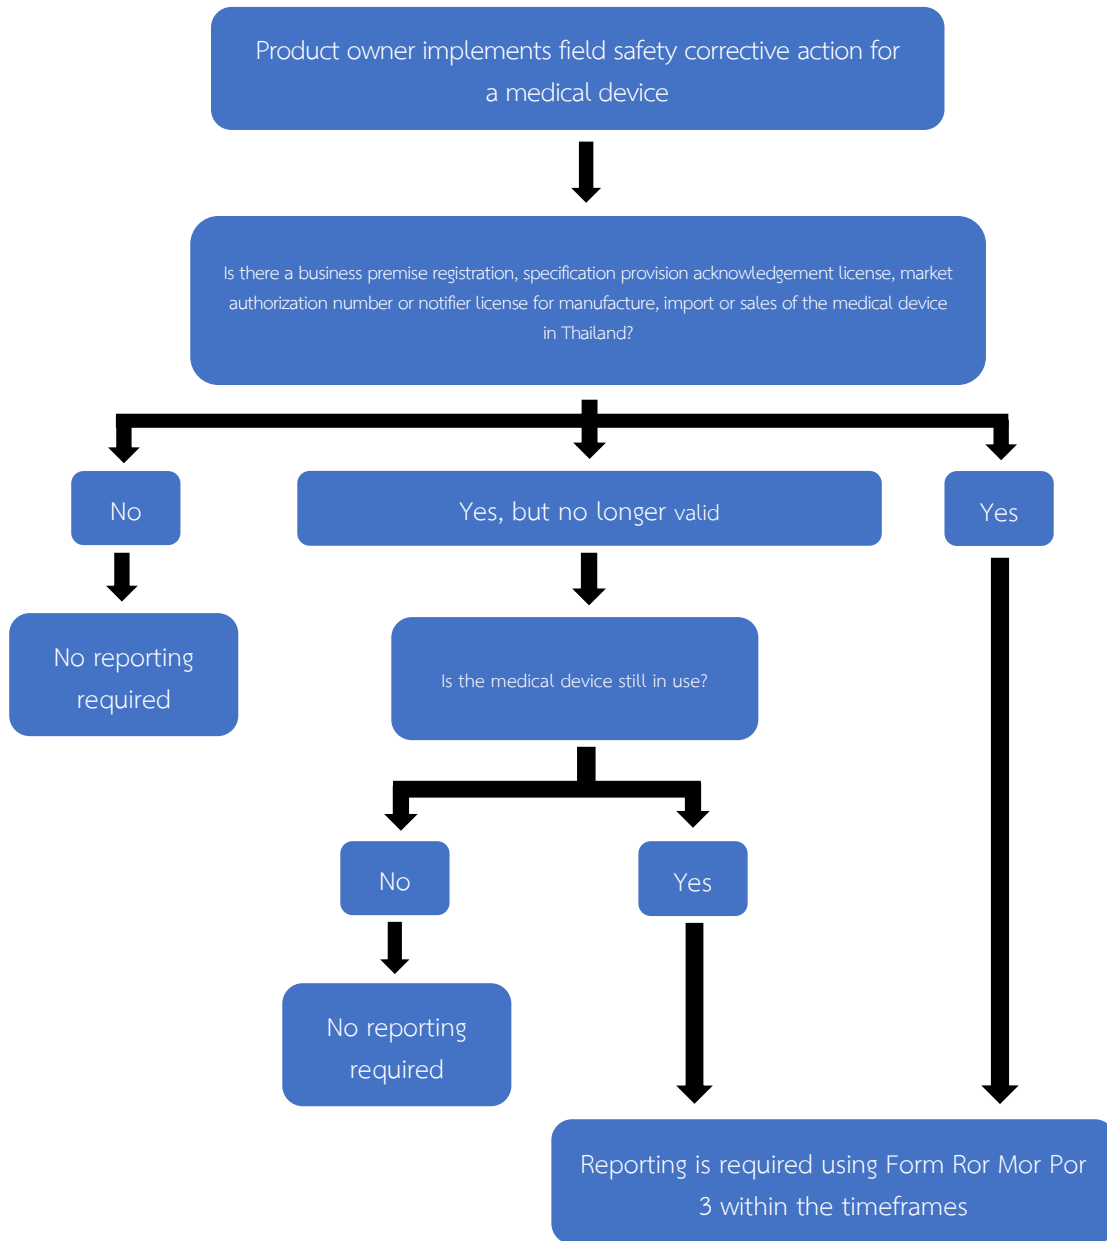 Product owner implements field safety corrective action for
a medical device
Is there a business premise registration, specification provision acknowledgement license, market
authorization number or notifier license for manufacture, import or sales of the medical device
in Thailand?
No
Yes, but no longer valid
Yes
No reporting
required
Is the medical device still in use?
No
Yes
No reporting
required
Reporting is required using Form Ror Mor Por
3 within the timeframes